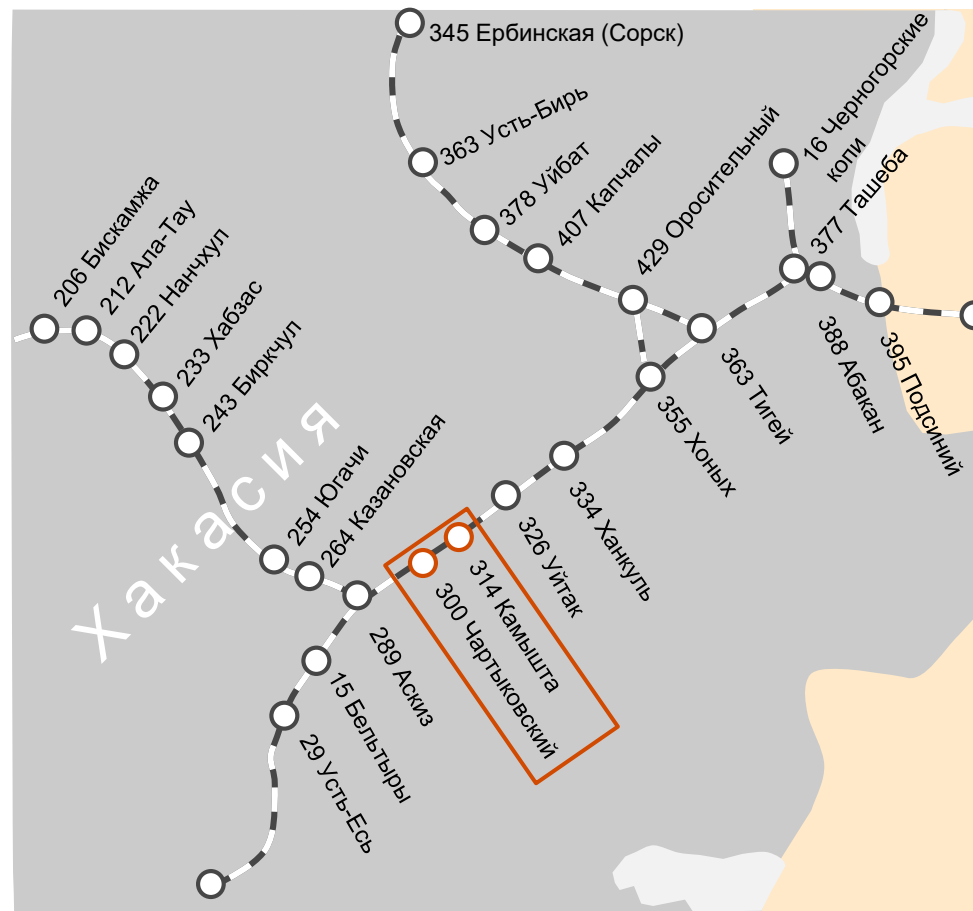 345 Ербинская (Сорск)
363 Усть-Бирь
378 Уйбат
407 Капчалы
429 Оросительный
16 Черногорские
копи
377 Ташеба
206 Бискамжа
212 Ала-Тау
222 Нанчхул
233 Хабзас
243 Биркчул
388 Абакан
395 Подсиний
363 Тигей
355 Хоных
334 Ханкуль
326 Уйтак
Хакасия
254 Югачи
264 Казановская
314 Камышта
300 Чартыковский
289 Аскиз
15 Бельтыры
29 Усть-Есь